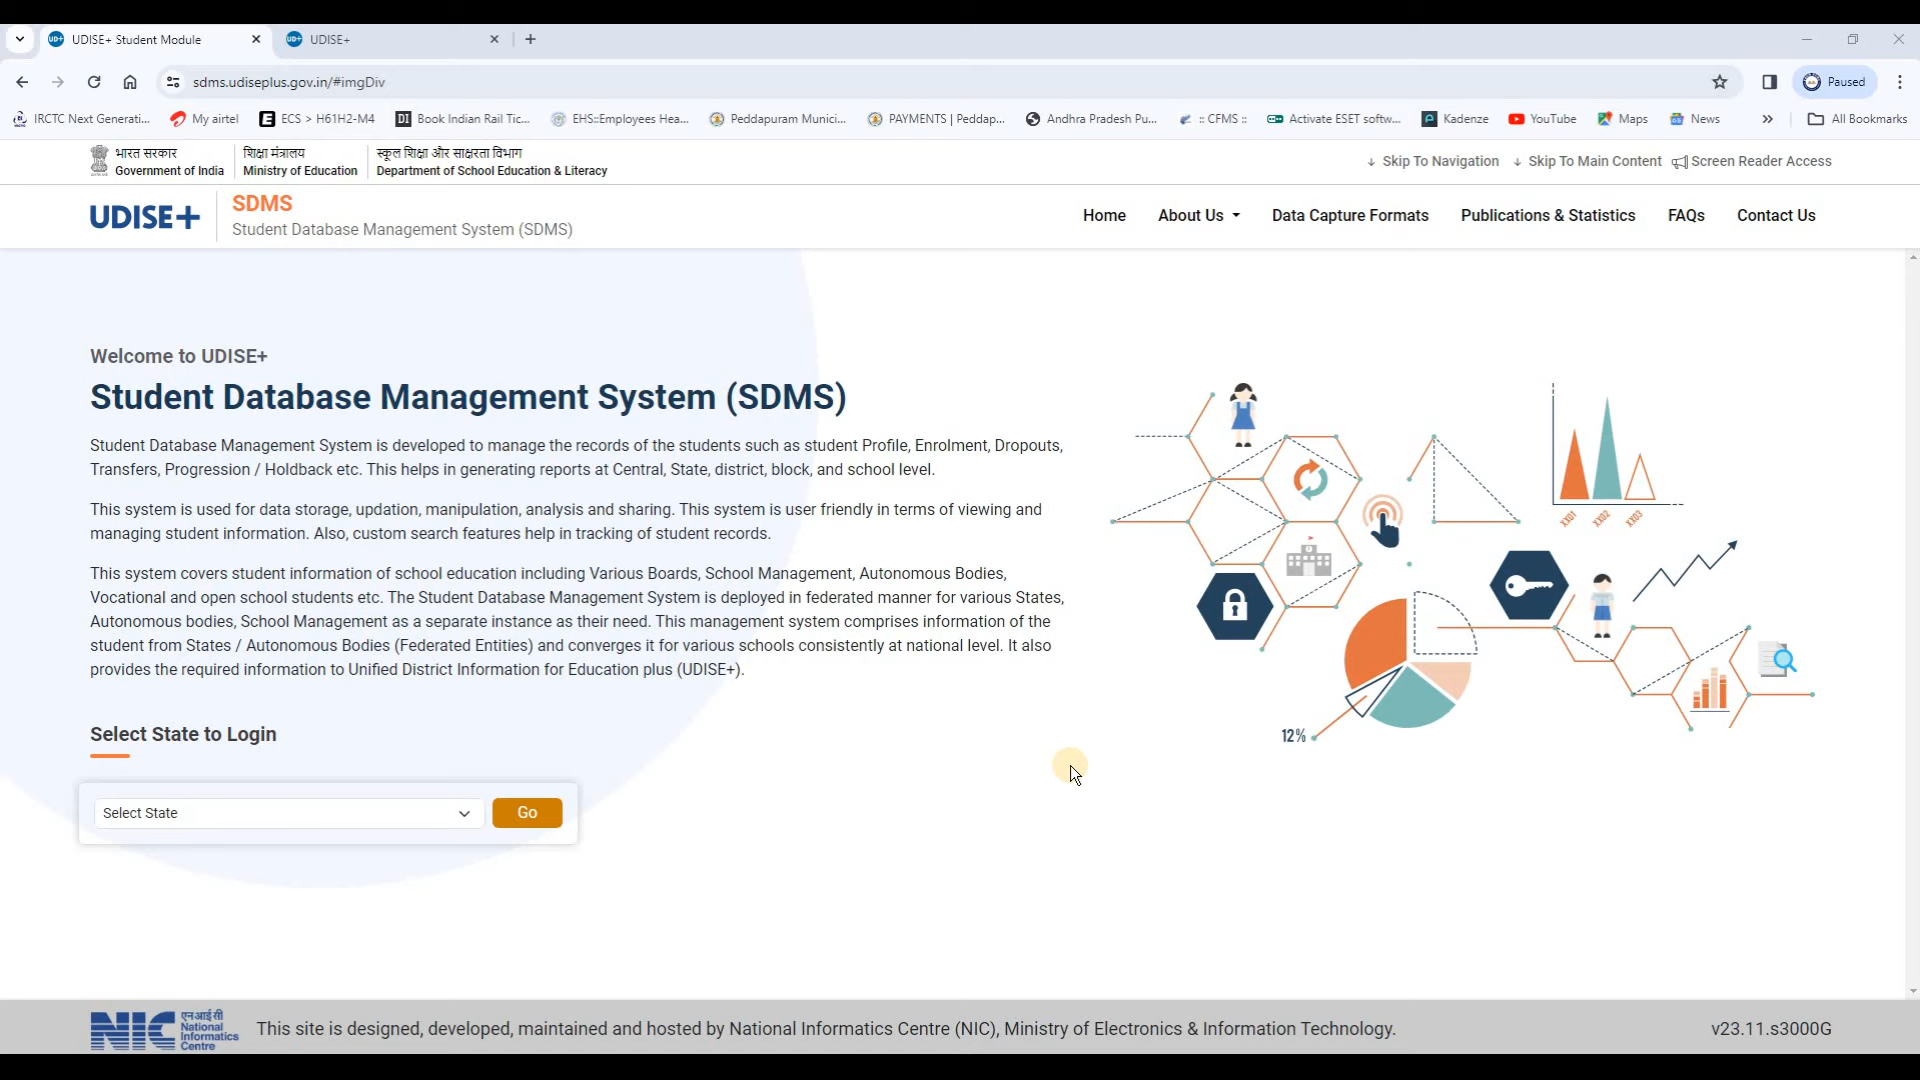 UDISE+ Student Module
UDISE+
sdms.udiseplus.gov.in/#imgDiv
Paused
IRCTC Next Generati...
My airtel
ECS > H61H2-M4
Book Indian Rail Tic...
EHS::Employees Hea...
Peddapuram Munici...
PAYMENTS | Peddap...
Andhra Pradesh Pu...
:: CFMS ::
Activate ESET softw...
Kadenze
YouTube
Maps
News
All Bookmarks
भारत सरकार
Government of India
शिक्षा मंत्रालय
Ministry of Education
स्कूल शिक्षा और साक्षरता विभाग
Department of School Education & Literacy
Skip To Navigation
Skip To Main Content
Screen Reader Access
UDISE+
SDMS
Student Database Management System (SDMS)
Home
About Us
Data Capture Formats
Publications & Statistics
FAQs
Contact Us
Welcome to UDISE+
Student Database Management System (SDMS)
Student Database Management System is developed to manage the records of the students such as student Profile, Enrolment, Dropouts,
Transfers, Progression / Holdback etc. This helps in generating reports at Central, State, district, block, and school level.
This system is used for data storage, updation, manipulation, analysis and sharing. This system is user friendly in terms of viewing and
managing student information. Also, custom search features help in tracking of student records.
This system covers student information of school education including Various Boards, School Management, Autonomous Bodies,
Vocational and open school students etc. The Student Database Management System is deployed in federated manner for various States,
Autonomous bodies, School Management as a separate instance as their need. This management system comprises information of the
student from States / Autonomous Bodies (Federated Entities) and converges it for various schools consistently at national level. It also
provides the required information to Unified District Information for Education plus (UDISE+).
XX01
XX02
XX03
12%
Select State to Login
Select State
Go
NIC
एनआईसी
National
Informatics
Centre
This site is designed, developed, maintained and hosted by National Informatics Centre (NIC), Ministry of Electronics & Information Technology.
v23.11.s3000G